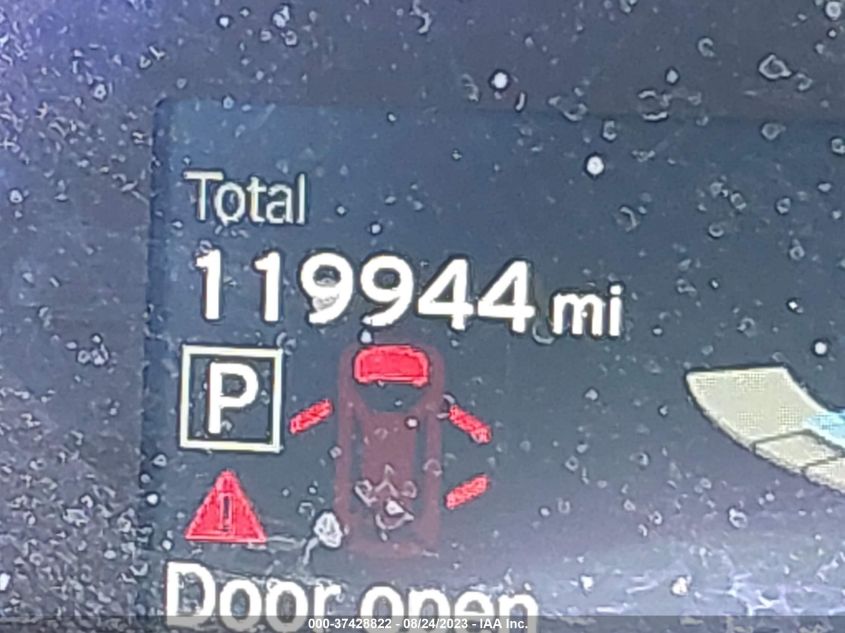 Total
119944 mi
P
!
Door open
000-37428822 - 08/24/2023 - IAA Inc.